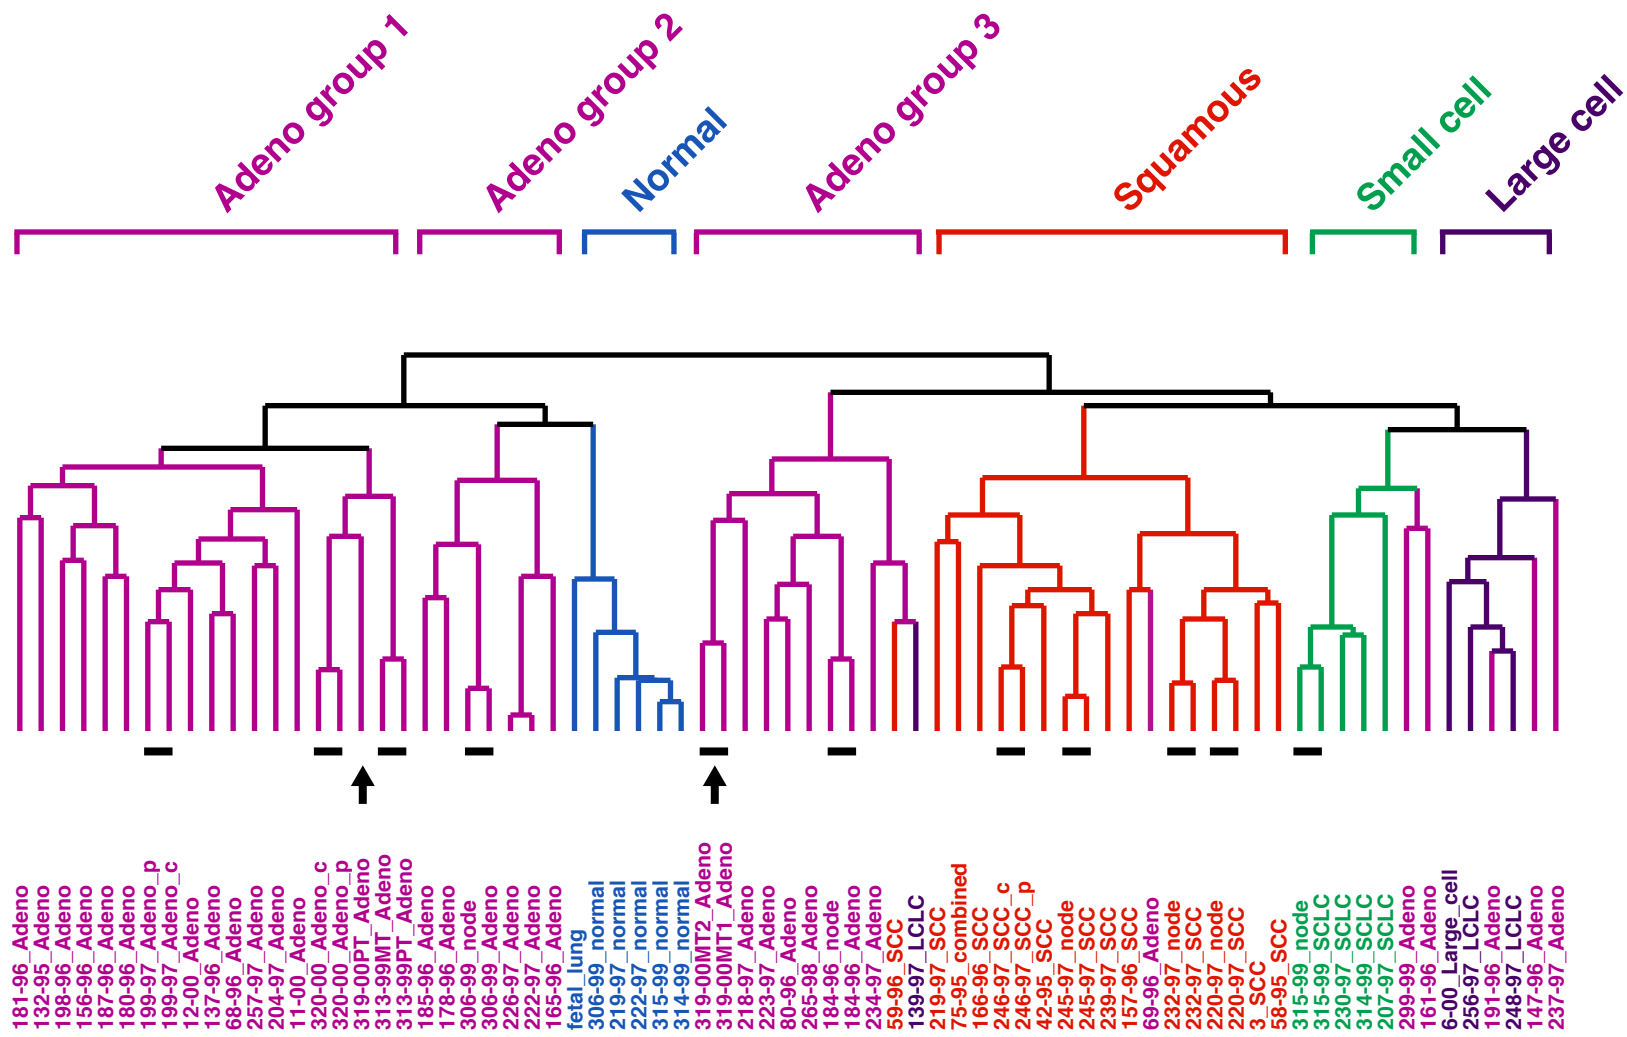 Adeno group 1
Adeno group 2
Normal
Adeno group 3
Squamous
Small cell
Large cell
181-96_Adeno
132-95_Adeno
198-96_Adeno
156-96_Adeno
187-96_Adeno
180-96_Adeno
199-97_Adeno_p
199-97_Adeno_c
12-00_Adeno
137-96_Adeno
68-96_Adeno
257-97_Adeno
204-97_Adeno
11-00_Adeno
320-00_Adeno_c
320-00_Adeno_p
319-00PT_Adeno
313-99MT_Adeno
313-99PT_Adeno
185-96_Adeno
178-96_Adeno
306-99_node
306-99_Adeno
226-97_Adeno
222-97_Adeno
165-96_Adeno
fetal_lung
306-99_normal
219-97_normal
222-97_normal
315-99_normal
314-99_normal
319-00MT2_Adeno
319-00MT1_Adeno
218-97_Adeno
223-97_Adeno
80-96_Adeno
265-98_Adeno
184-96_node
184-96_Adeno
234-97_Adeno
59-96_SCC
139-97_LCLC
219-97_SCC
75-95_combined
166-96_SCC
246-97_SCC_c
246-97_SCC_p
42-95_SCC
245-97_node
245-97_SCC
239-97_SCC
157-96_SCC
69-96_Adeno
232-97_node
232-97_SCC
220-97_node
220-97_SCC
3_SCC
58-95_SCC
315-99_node
315-99_SCLC
230-97_SCLC
314-99_SCLC
207-97_SCLC
299-99_Adeno
161-96_Adeno
6-00_Large_cell
256-97_LCLC
191-96_Adeno
248-97_LCLC
147-96_Adeno
237-97_Adeno